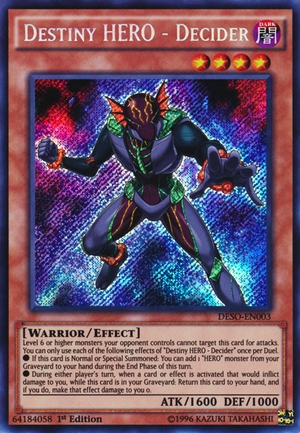 Destiny HERO - Decider
DARK
闇
DESO-EN003
[Warrior/Effect]
Level 6 or higher monsters your opponent controls cannot target this card for attacks.
You can only use each of the following effects of "Destiny HERO - Decider" once per Duel.
● If this card is Normal or Special Summoned: You can add 1 "HERO" monster from your
Graveyard to your hand during the End Phase of this turn.
● During either player's turn, when a card or effect is activated that would inflict
damage to you, while this card is in your Graveyard: Return this card to your hand, and
if you do, make that effect damage to you 0.
ATK/1600 DEF/1000
64184058 1st Edition ©1996 KAZUKI TAKAHASHI